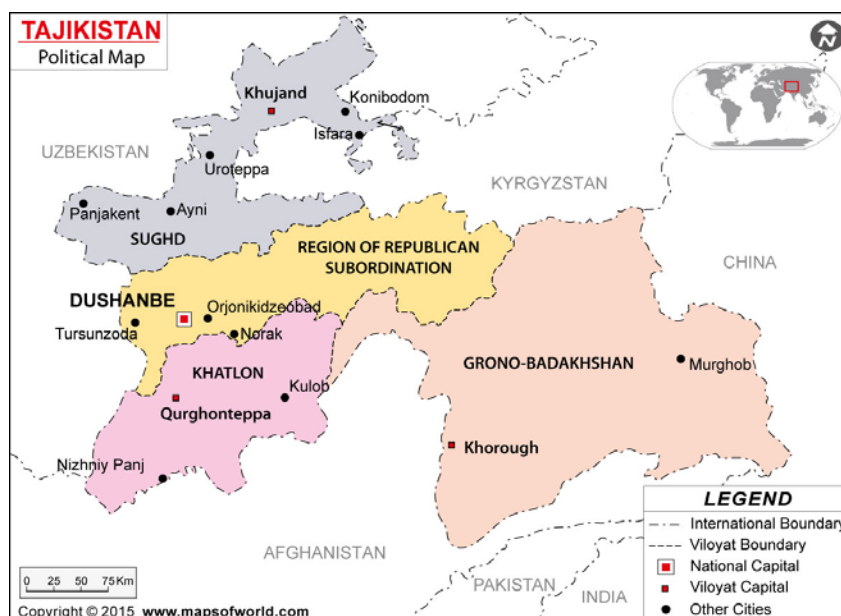 TAJIKISTAN
Political Map
N
Khujand
Konibodom
Isfara
UZBEKISTAN
Uroteppa
KYRGYZSTAN
Panjakent
Ayni
SUGHD
REGION OF REPUBLICAN
SUBORDINATION
CHINA
DUSHANBE
Orjonikidzeobad
Tursunzoda
Norak
GRONO-BADAKHSHAN
Murghob
KHATLON
Kulob
Qurghonteppa
Khorough
Nizhniy Panj
AFGHANISTAN
PAKISTAN
INDIA
LEGEND
International Boundary
Viloyat Boundary
National Capital
Viloyat Capital
Other Cities
0 25 50 75Km
Copyright © 2015 www.mapsofworld.com